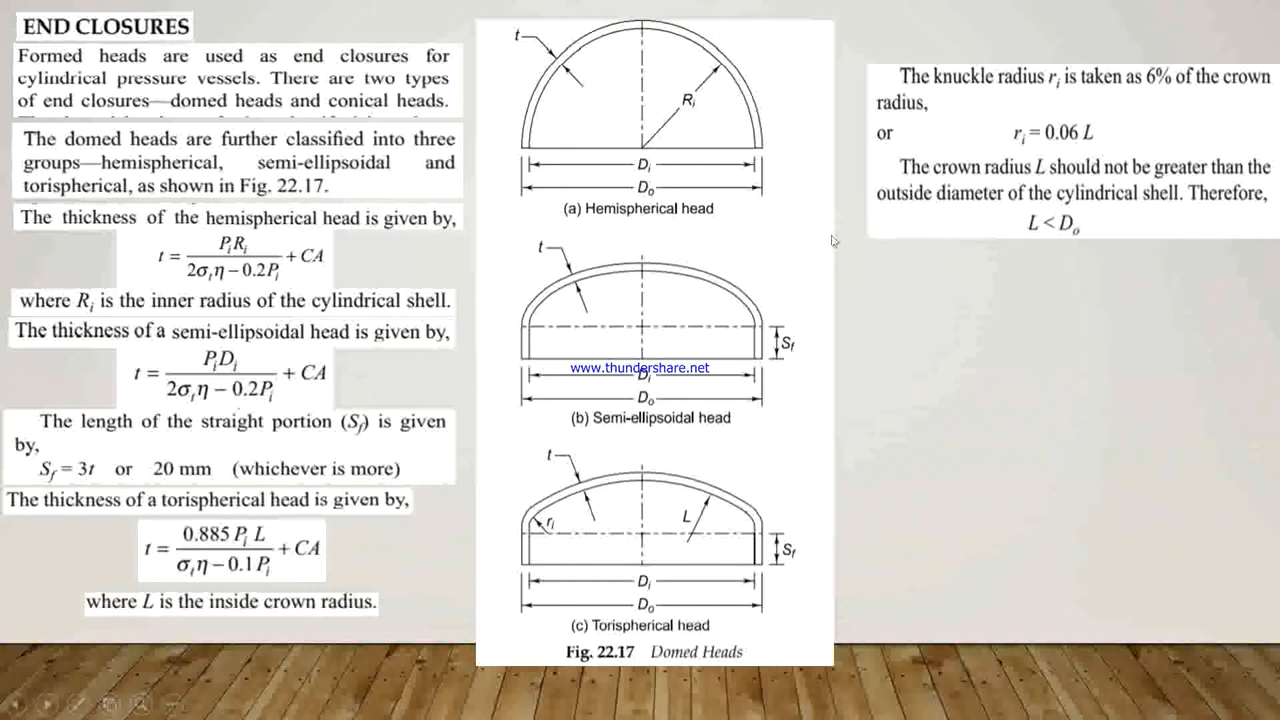 END CLOSURES
Formed heads are used as end closures for
cylindrical pressure vessels. There are two types
of end closures—domed heads and conical heads.
The domed heads are further classified into three
groups—hemispherical, semi-ellipsoidal and
torispherical, as shown in Fig. 22.17.
The thickness of the hemispherical head is given by,
t = PᵢRᵢ / (2σₜη – 0.2Pᵢ) + CA
where Rᵢ is the inner radius of the cylindrical shell.
The thickness of a semi-ellipsoidal head is given by,
t = PᵢDᵢ / (2σₜη – 0.2Pᵢ) + CA
The length of the straight portion (S_f) is given
by,
S_f = 3t or 20 mm (whichever is more)
The thickness of a torispherical head is given by,
t = 0.885 Pᵢ L / (σₜη – 0.1 Pᵢ) + CA
where L is the inside crown radius.
t
Rᵢ
Dᵢ
Dₒ
(a) Hemispherical head
t
S_f
www.thundershare.net
Dᵢ
Dₒ
(b) Semi-ellipsoidal head
t
rᵢ
L
S_f
Dᵢ
Dₒ
(c) Torispherical head
Fig. 22.17 Domed Heads
The knuckle radius rᵢ is taken as 6% of the crown
radius,
or rᵢ = 0.06 L
The crown radius L should not be greater than the
outside diameter of the cylindrical shell. Therefore,
L < Dₒ